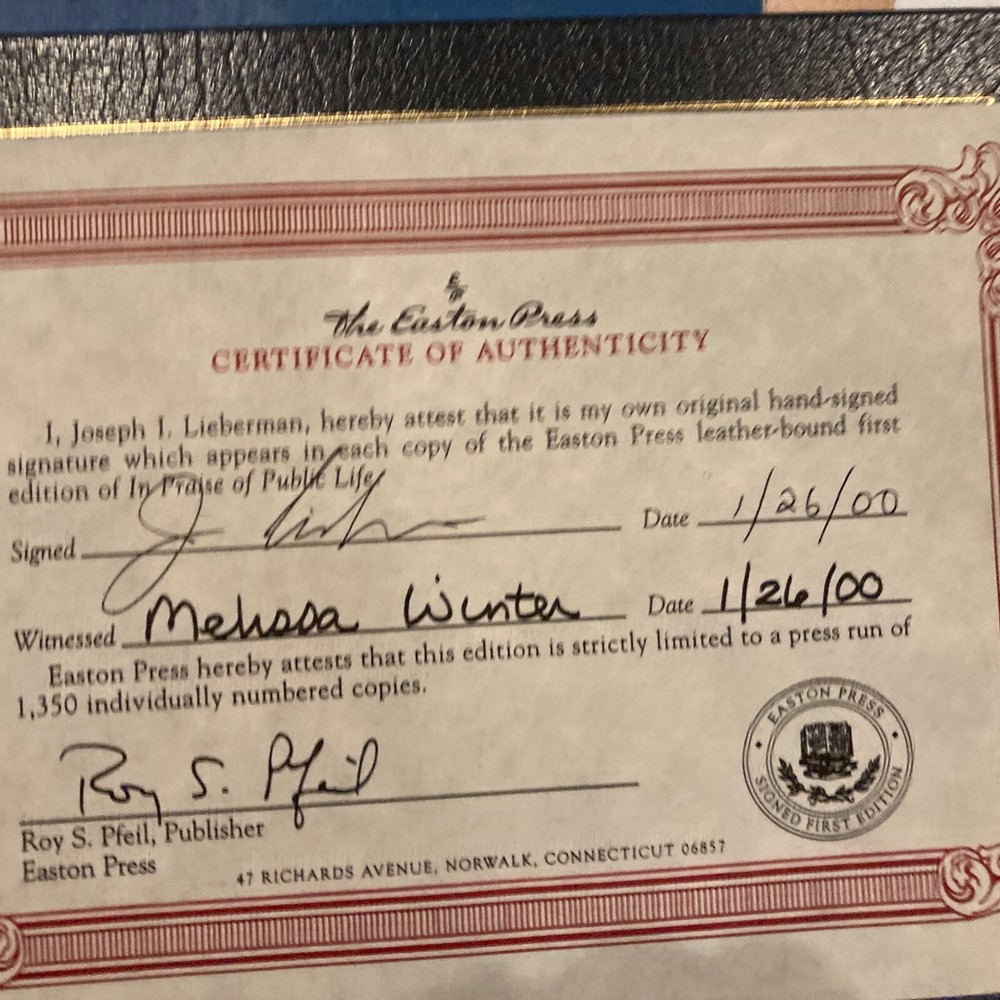 E
P
The Easton Press
CERTIFICATE OF AUTHENTICITY
I, Joseph I. Lieberman, hereby attest that it is my own original hand-signed
signature which appears in each copy of the Easton Press leather-bound first
edition of In Praise of Public Life.
Signed J Lieberman Date 1/26/00
Witnessed Melissa Winter Date 1/26/00
Easton Press hereby attests that this edition is strictly limited to a press run of
1,350 individually numbered copies.
Roy S. Pfeil
Roy S. Pfeil, Publisher
Easton Press
47 RICHARDS AVENUE, NORWALK, CONNECTICUT 06857
EASTON PRESS
SIGNED FIRST EDITION